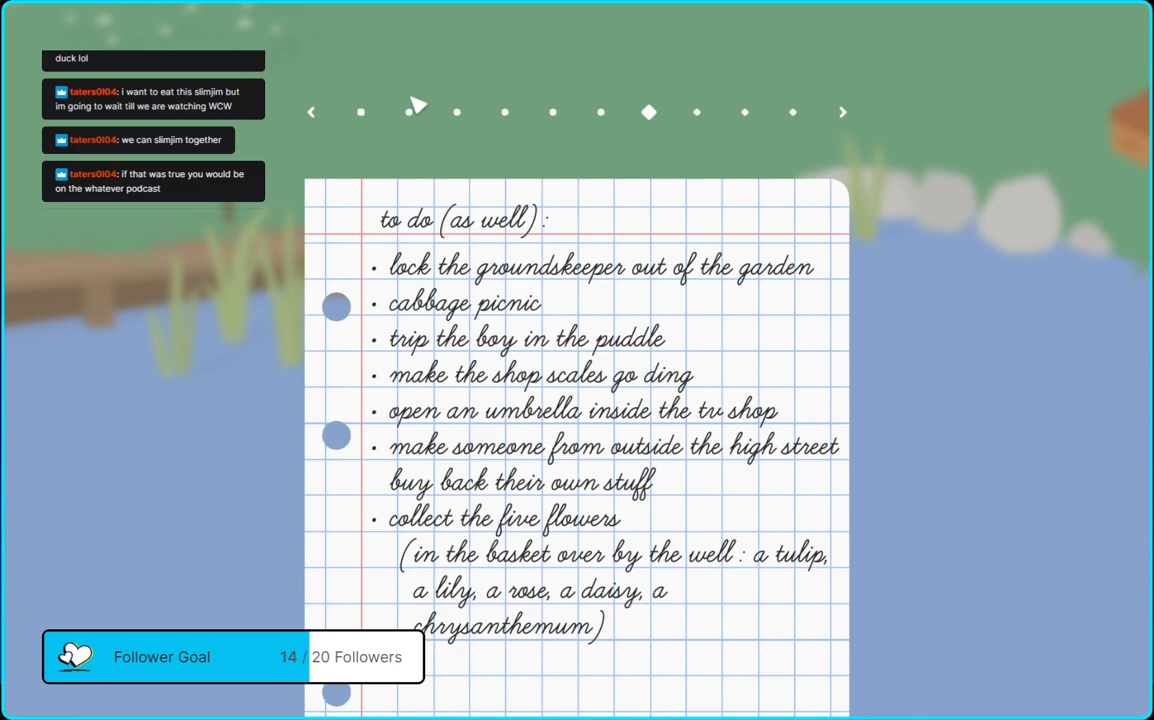 duck lol
taters0l04: i want to eat this slimjim but
im going to wait till we are watching WCW
taters0l04: we can slimjim together
taters0l04: if that was true you would be
on the whatever podcast
to do (as well) :
• lock the groundskeeper out of the garden
• cabbage picnic
• trip the boy in the puddle
• make the shop scales go ding
• open an umbrella inside the tv shop
• make someone from outside the high street
buy back their own stuff
• collect the five flowers
(in the basket over by the well : a tulip,
a lily, a rose, a daisy, a
chrysanthemum)
Follower Goal 14 / 20 Followers